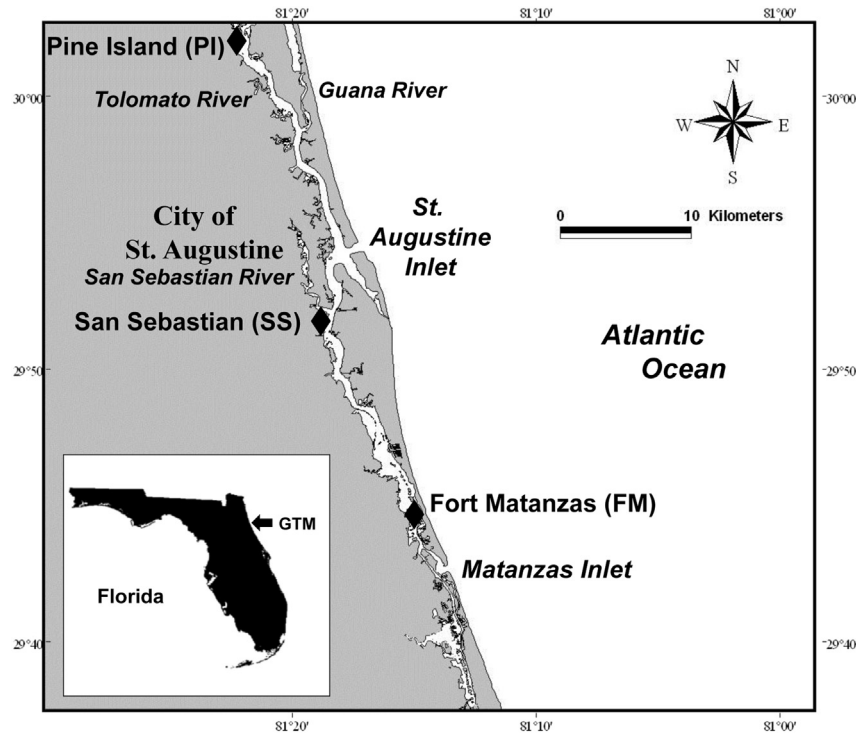 81°20'
81°10'
81°00'
Pine Island (PI)
Guana River
Tolomato River
30°00
30°00
N
W
E
S
0
10 Kilometers
City of
St. Augustine
St.
Augustine
Inlet
San Sebastian River
San Sebastian (SS)
Atlantic
Ocean
29°50
29°50
Fort Matanzas (FM)
GTM
Matanzas Inlet
Florida
29°40
29°40
81°20'
81°10'
81°00'